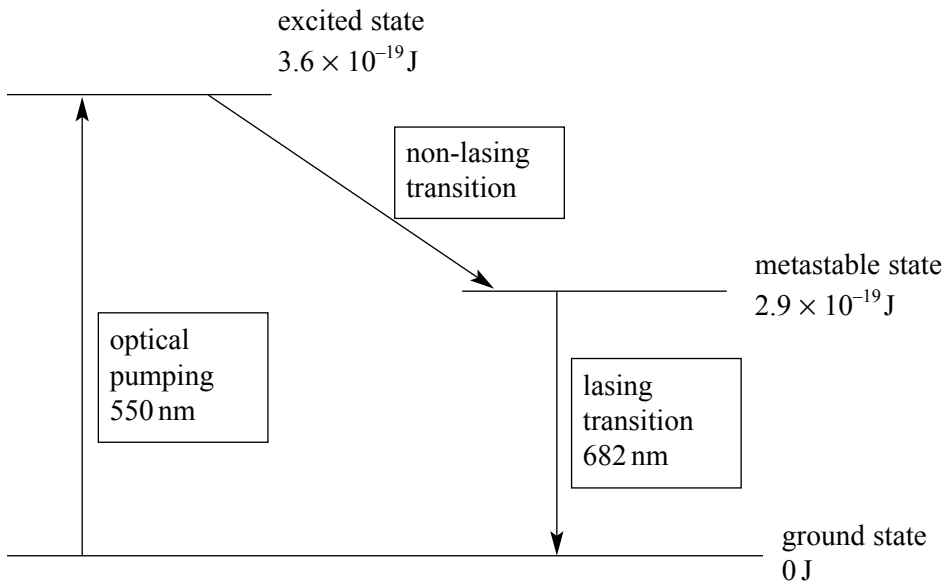 excited state
3.6 × 10⁻¹⁹ J
non-lasing
transition
metastable state
2.9 × 10⁻¹⁹ J
optical
pumping
550 nm
lasing
transition
682 nm
ground state
0 J